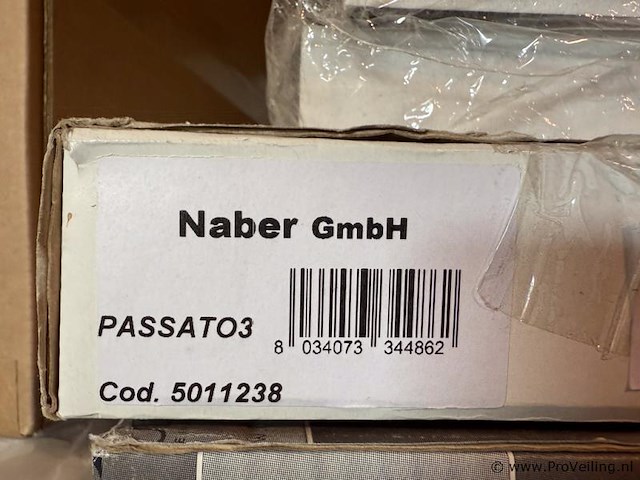 Naber GmbH
PASSATO3
8 034073 344862
Cod. 5011238
© www.ProVeiling.nl